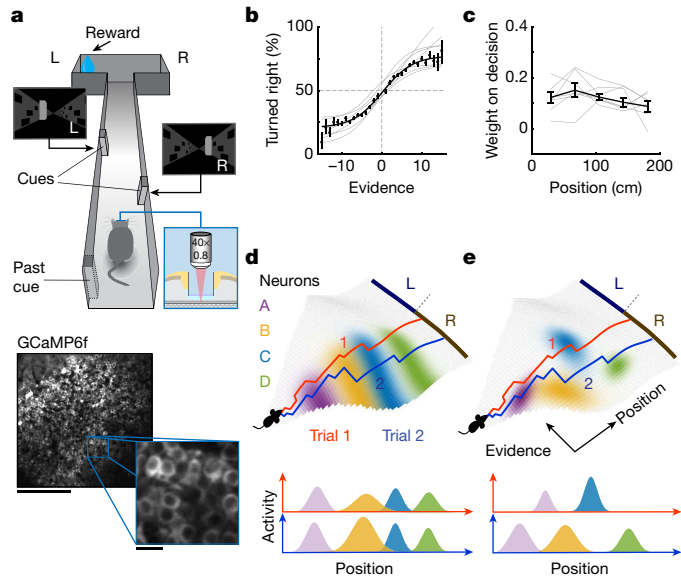 a
Reward
L
R
L
R
Cues
40×
0.8
Past
cue
GCaMP6f
b
Turned right (%)
100
50
0
−10
0
10
Evidence
c
Weight on decision
0.4
0.2
0
0
100
200
Position (cm)
d
Neurons
A
B
C
D
L
R
1
2
Trial 1
Trial 2
e
L
R
1
2
Evidence
Position
Activity
Position
Position